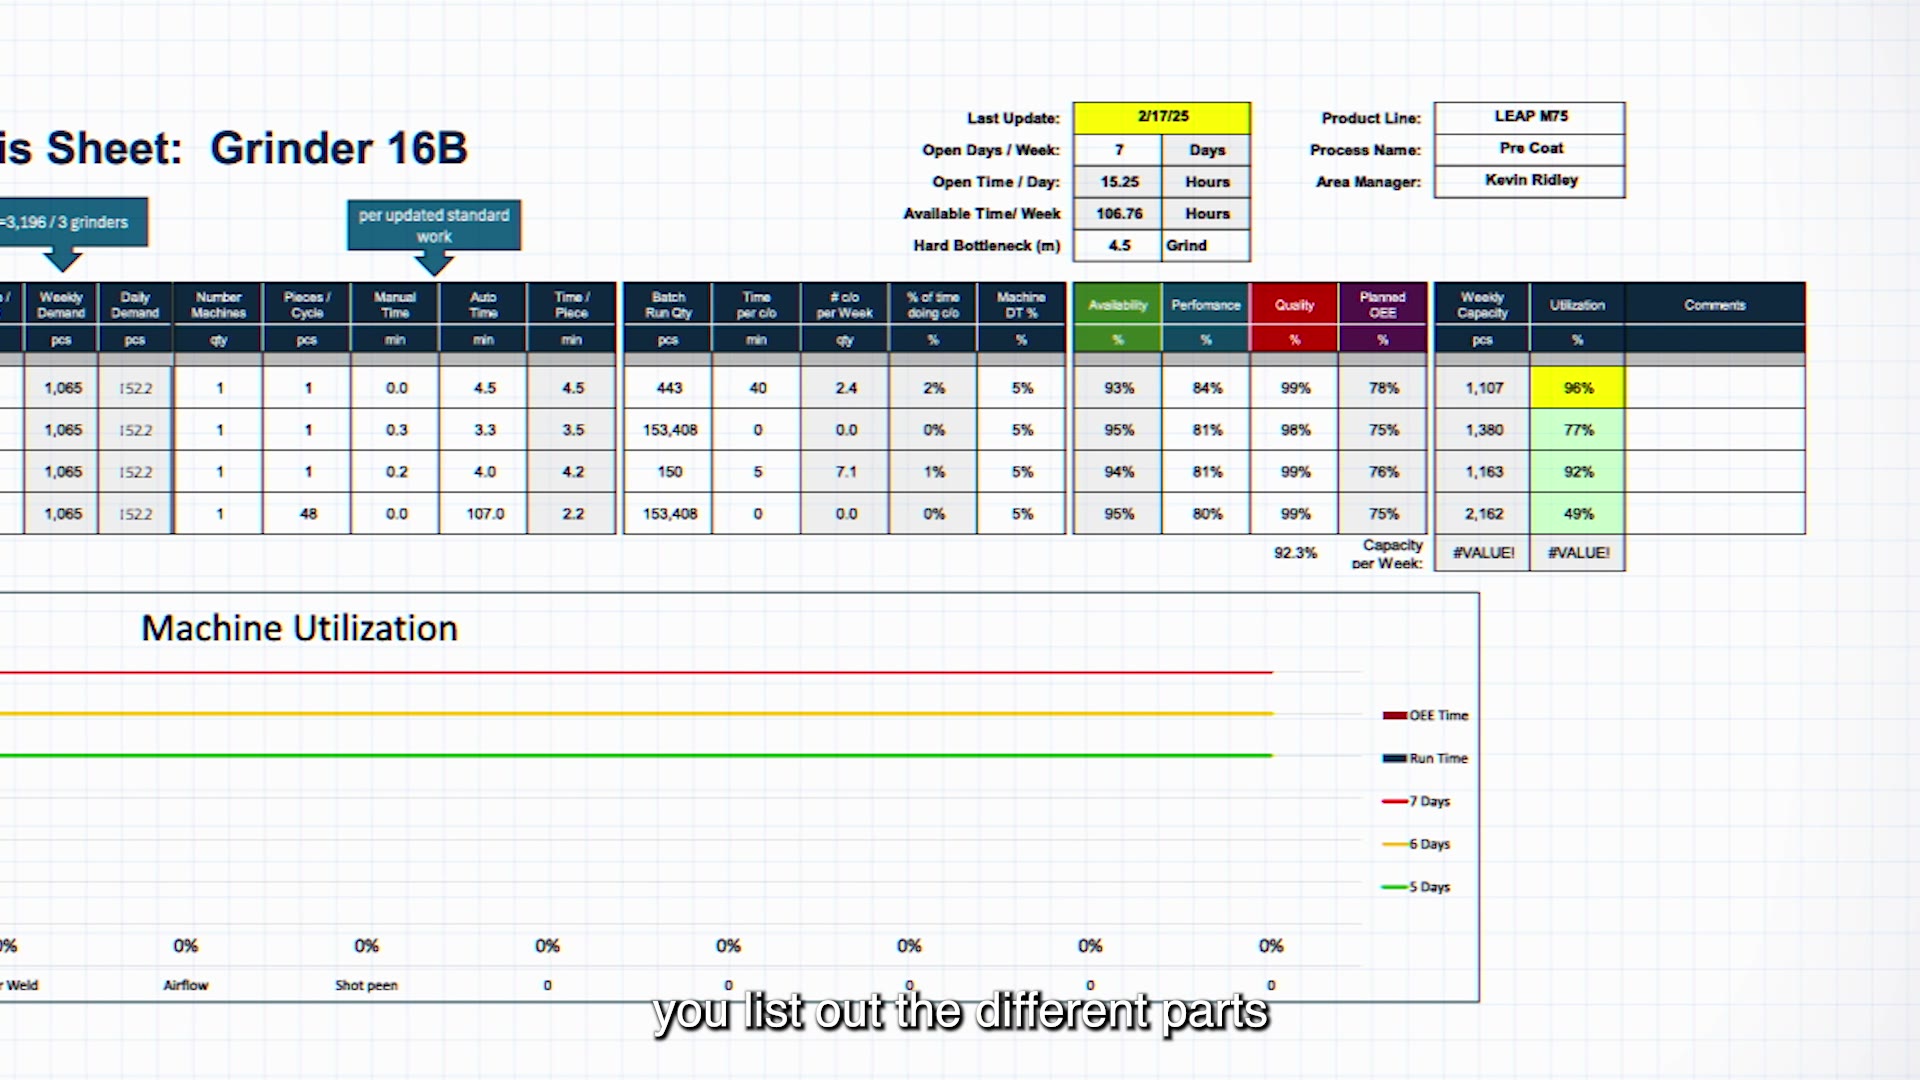 is Sheet: Grinder 16B
=3,196 / 3 grinders
per updated standard
work
Last Update: 2/17/25
Open Days / Week: 7 Days
Open Time / Day: 15.25 Hours
Available Time/ Week 106.76 Hours
Hard Bottleneck (m) 4.5 Grind
Product Line: LEAP M75
Process Name: Pre Coat
Area Manager: Kevin Ridley
/ Weekly Demand Daily Demand Number Machines Pieces / Cycle Manual Time Auto Time Time / Piece Batch Run Qty Time per c/o # c/o per Week % of time doing c/o Machine DT % Availability Perfomance Quality Planned OEE Weekly Capacity Utilization Comments
pcs pcs qty pcs min min min pcs min qty % % % % % % pcs %
1,065 152.2 1 1 0.0 4.5 4.5 443 40 2.4 2% 5% 93% 84% 99% 78% 1,107 96%
1,065 152.2 1 1 0.3 3.3 3.5 153,408 0 0.0 0% 5% 95% 81% 98% 75% 1,380 77%
1,065 152.2 1 1 0.2 4.0 4.2 150 5 7.1 1% 5% 94% 81% 99% 76% 1,163 92%
1,065 152.2 1 48 0.0 107.0 2.2 153,408 0 0.0 0% 5% 95% 80% 99% 75% 2,162 49%
92.3% Capacity per Week: #VALUE! #VALUE!
Machine Utilization
OEE Time
Run Time
7 Days
6 Days
5 Days
0% 0% 0% 0% 0% 0% 0% 0%
r Weld Airflow Shot peen 0 0 0 0 0
you list out the different parts